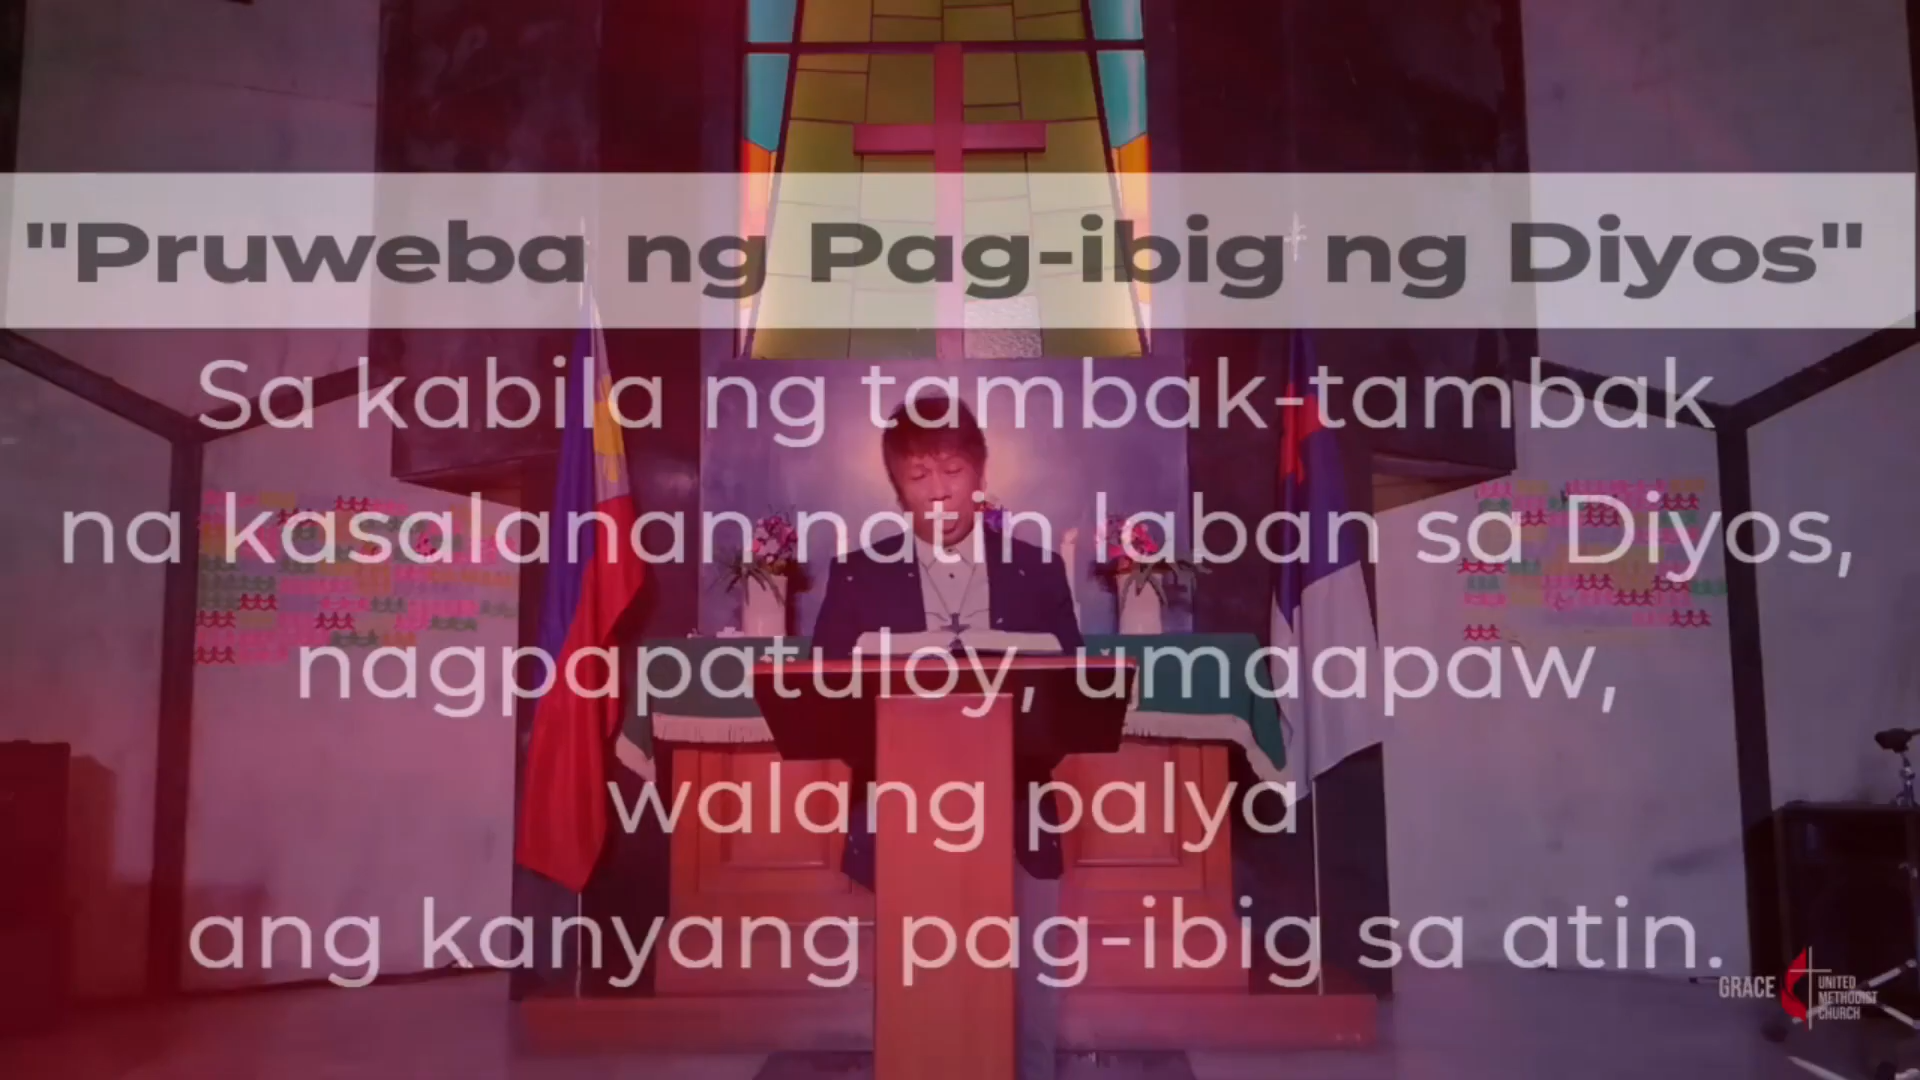 "Pruweba ng Pag-ibig ng Diyos"
Sa kabila ng tambak-tambak
na kasalanan natin laban sa Diyos,
nagpapatuloy, umaapaw,
walang palya
ang kanyang pag-ibig sa atin.
GRACE
UNITED
METHODIST
CHURCH